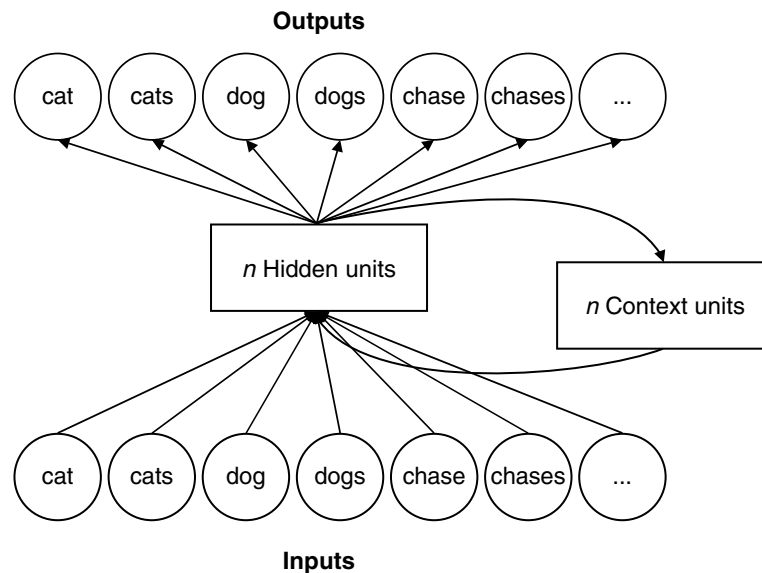 Outputs
cat cats dog dogs chase chases ...
n Hidden units
n Context units
cat cats dog dogs chase chases ...
Inputs